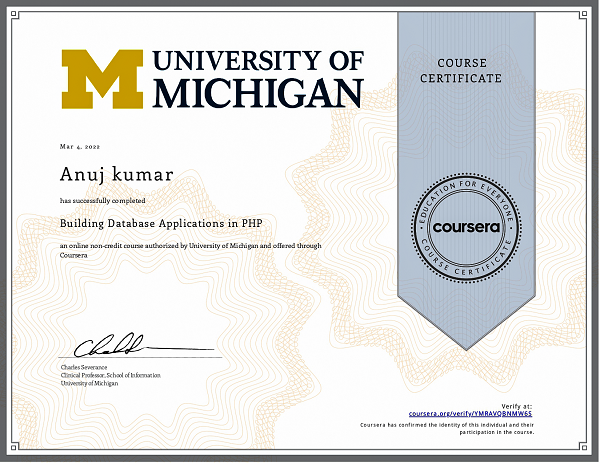 UNIVERSITY OF
MICHIGAN
COURSE
CERTIFICATE
Mar 4, 2022
Anuj kumar
has successfully completed
Building Database Applications in PHP
an online non-credit course authorized by University of Michigan and offered through
Coursera
EDUCATION FOR EVERYONE
coursera
COURSE CERTIFICATE
Charles Severance
Clinical Professor, School of Information
University of Michigan
Verify at:
coursera.org/verify/YMRAVQBNMW6S
Coursera has confirmed the identity of this individual and their
participation in the course.